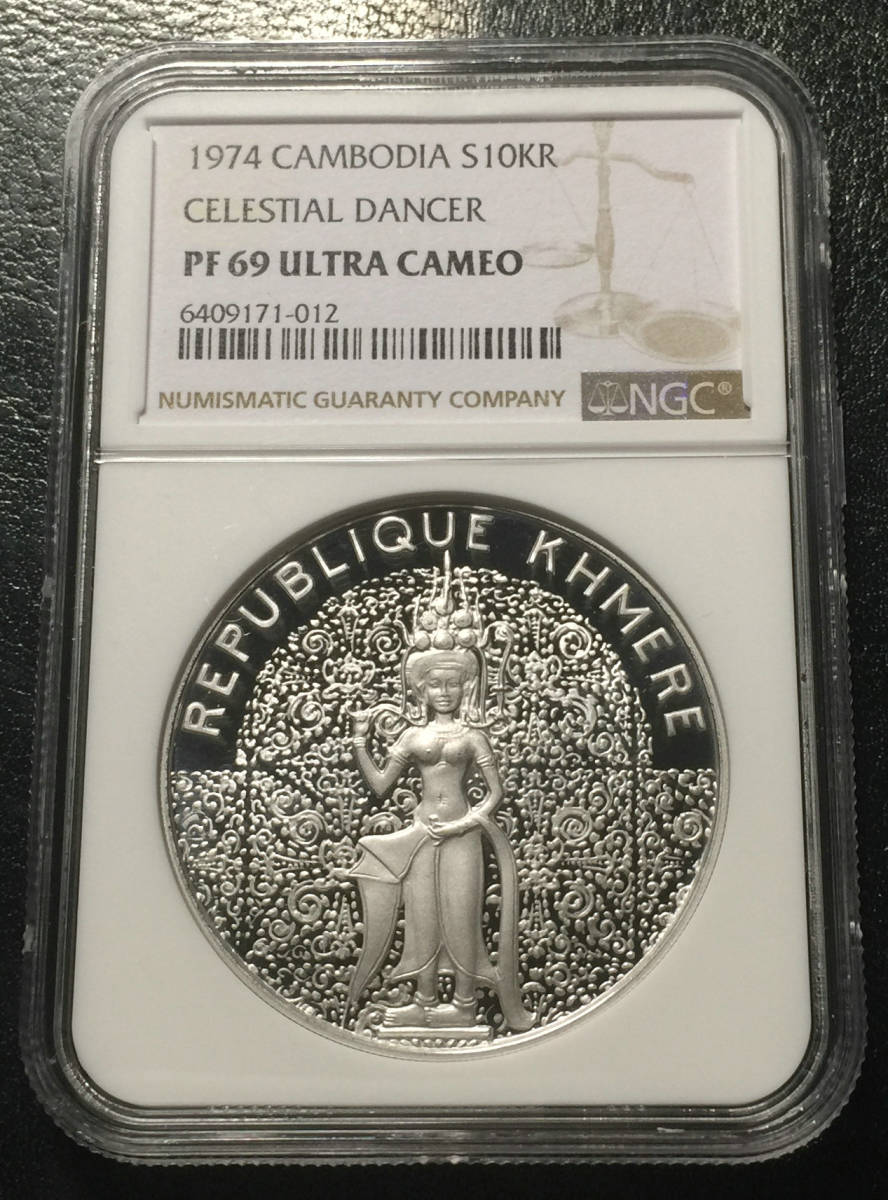 1974 CAMBODIA S10KR
CELESTIAL DANCER
PF 69 ULTRA CAMEO
6409171-012
NUMISMATIC GUARANTY COMPANY
NGC®
REPUBLIQUE KHMERE